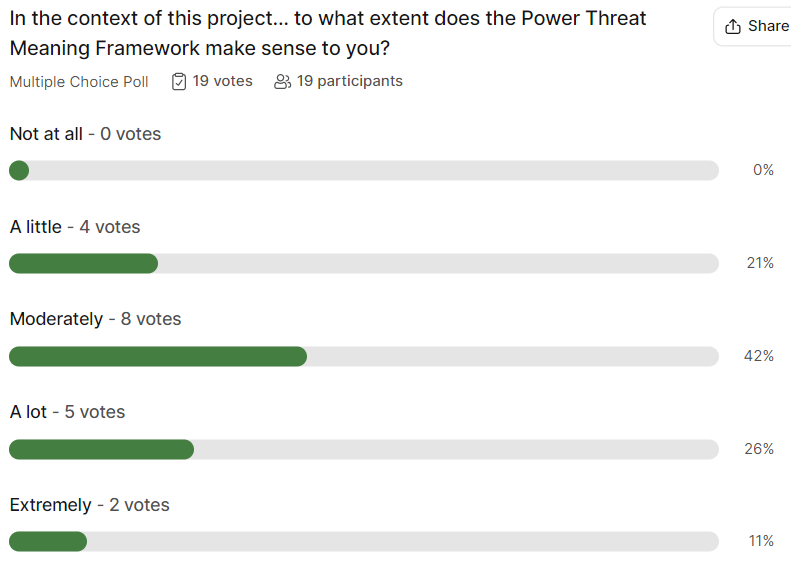 In the context of this project... to what extent does the Power Threat
Meaning Framework make sense to you?
Share
Multiple Choice Poll 19 votes 19 participants
Not at all - 0 votes
0%
A little - 4 votes
21%
Moderately - 8 votes
42%
A lot - 5 votes
26%
Extremely - 2 votes
11%